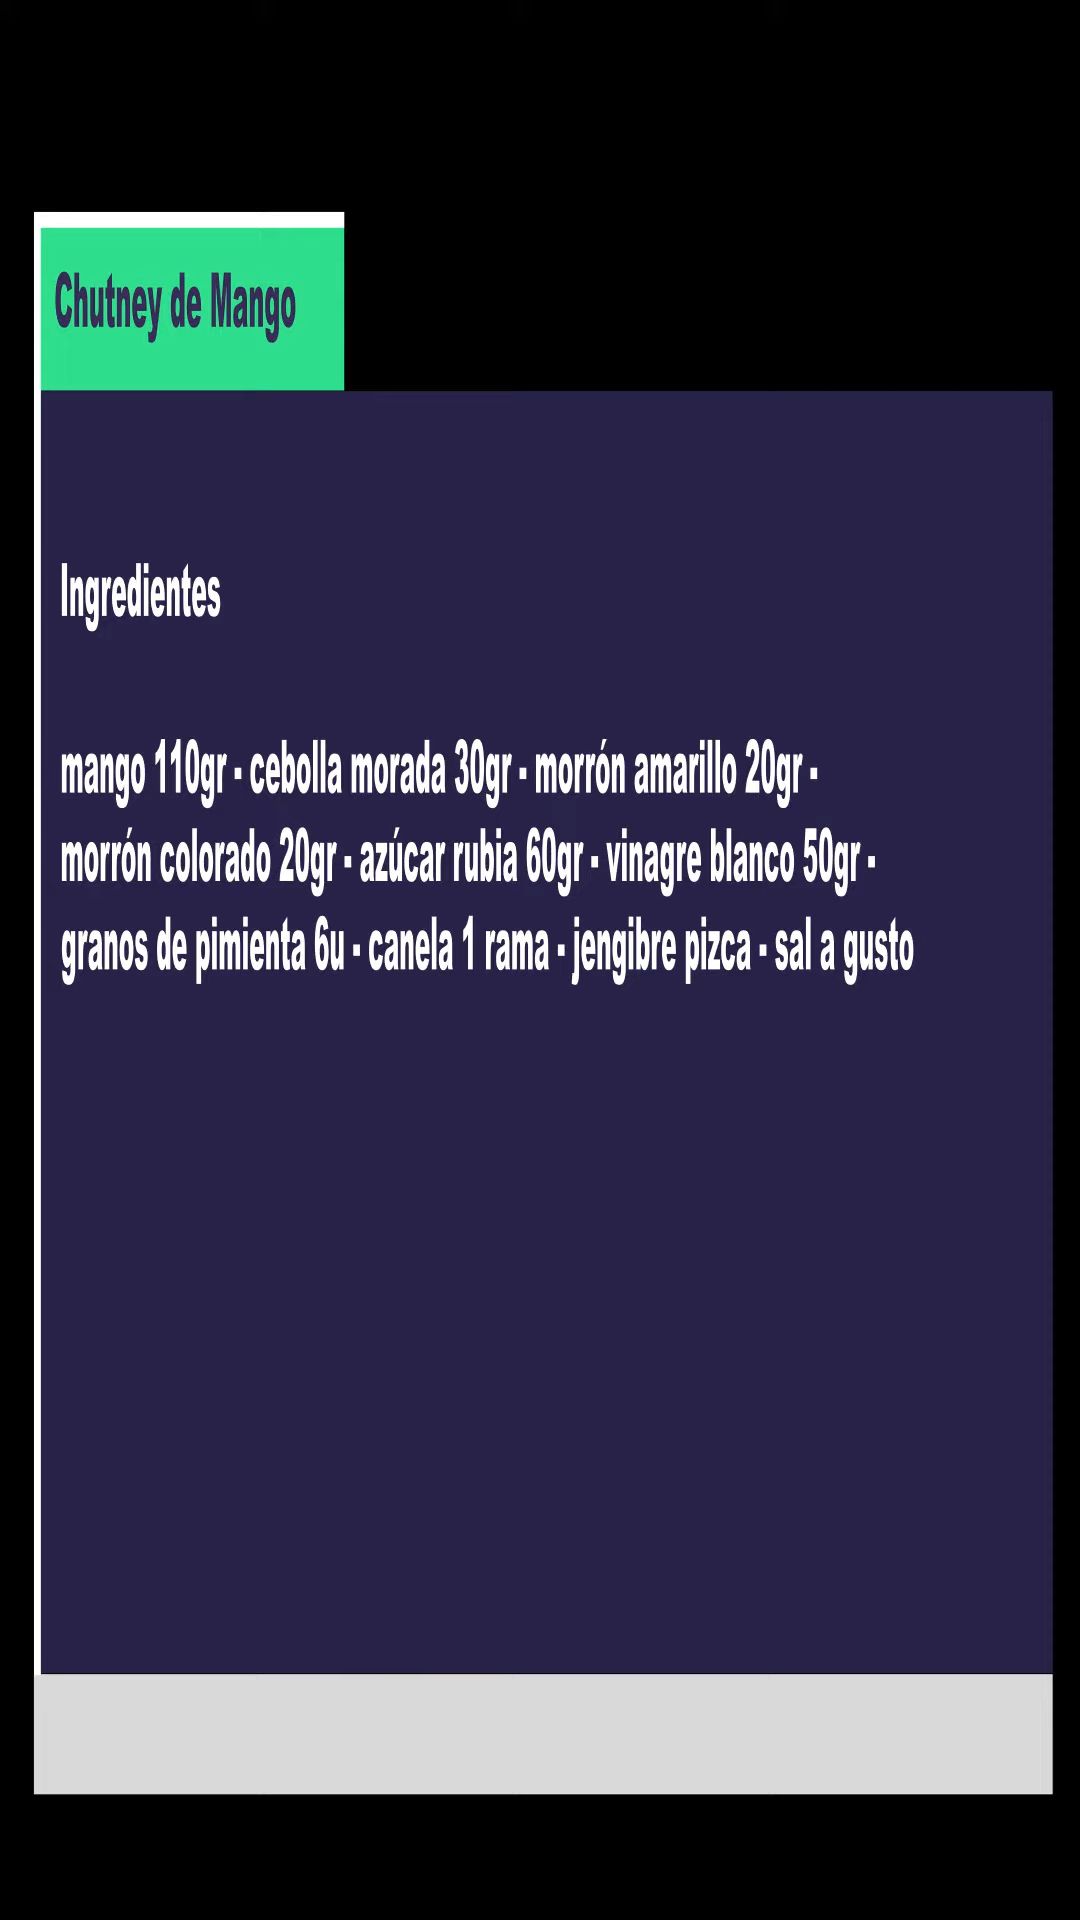 Chutney de Mango
Ingredientes
mango 110gr - cebolla morada 30gr - morrón amarillo 20gr -
morrón colorado 20gr - azúcar rubia 60gr - vinagre blanco 50gr -
granos de pimienta 6u - canela 1 rama - jengibre pizca - sal a gusto